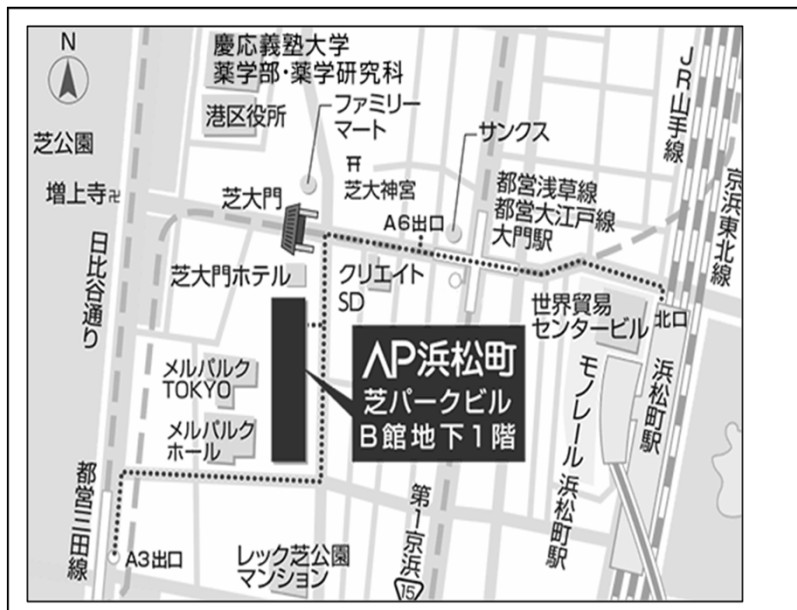 N
慶応義塾大学
薬学部・薬学研究科
港区役所
ファミリー
マート
サンクス
芝公園
増上寺卍
芝大門
芝大神宮
A6出口
都営浅草線
都営大江戸線
大門駅
JR山手線
京浜東北線
日比谷通り
芝大門ホテル
クリエイト
SD
世界貿易
センタービル
北口
AP浜松町
芝パークビル
B館地下1階
メルパルク
TOKYO
メルパルク
ホール
モノレール 浜松町駅
浜松町駅
都営三田線
A3出口
レック芝公園
マンション
第1京浜
15